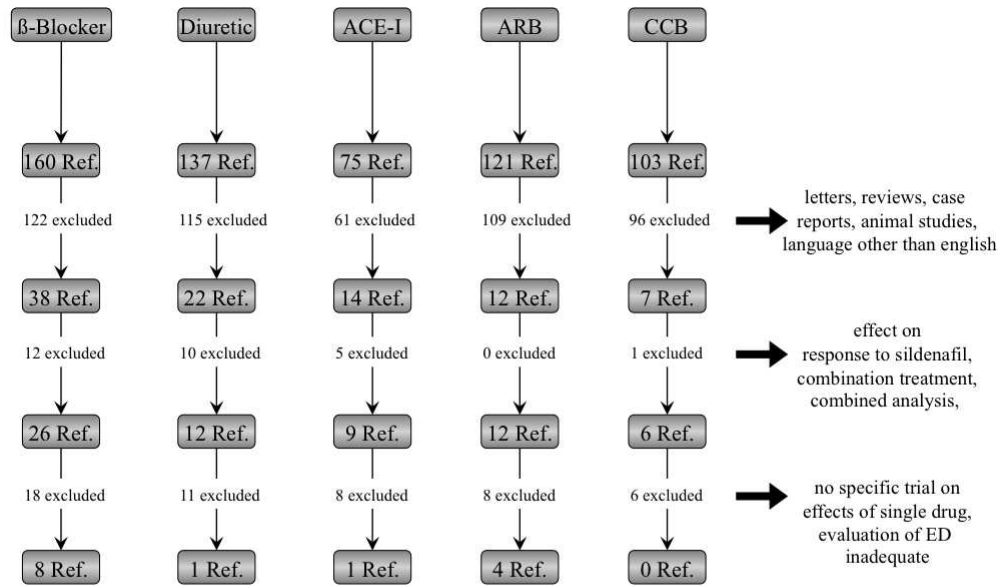 ß-Blocker
Diuretic
ACE-I
ARB
CCB
160 Ref.
137 Ref.
75 Ref.
121 Ref.
103 Ref.
122 excluded
115 excluded
61 excluded
109 excluded
96 excluded
letters, reviews, case
reports, animal studies,
language other than english
38 Ref.
22 Ref.
14 Ref.
12 Ref.
7 Ref.
12 excluded
10 excluded
5 excluded
0 excluded
1 excluded
effect on
response to sildenafil,
combination treatment,
combined analysis,
26 Ref.
12 Ref.
9 Ref.
12 Ref.
6 Ref.
18 excluded
11 excluded
8 excluded
8 excluded
6 excluded
no specific trial on
effects of single drug,
evaluation of ED
inadequate
8 Ref.
1 Ref.
1 Ref.
4 Ref.
0 Ref.